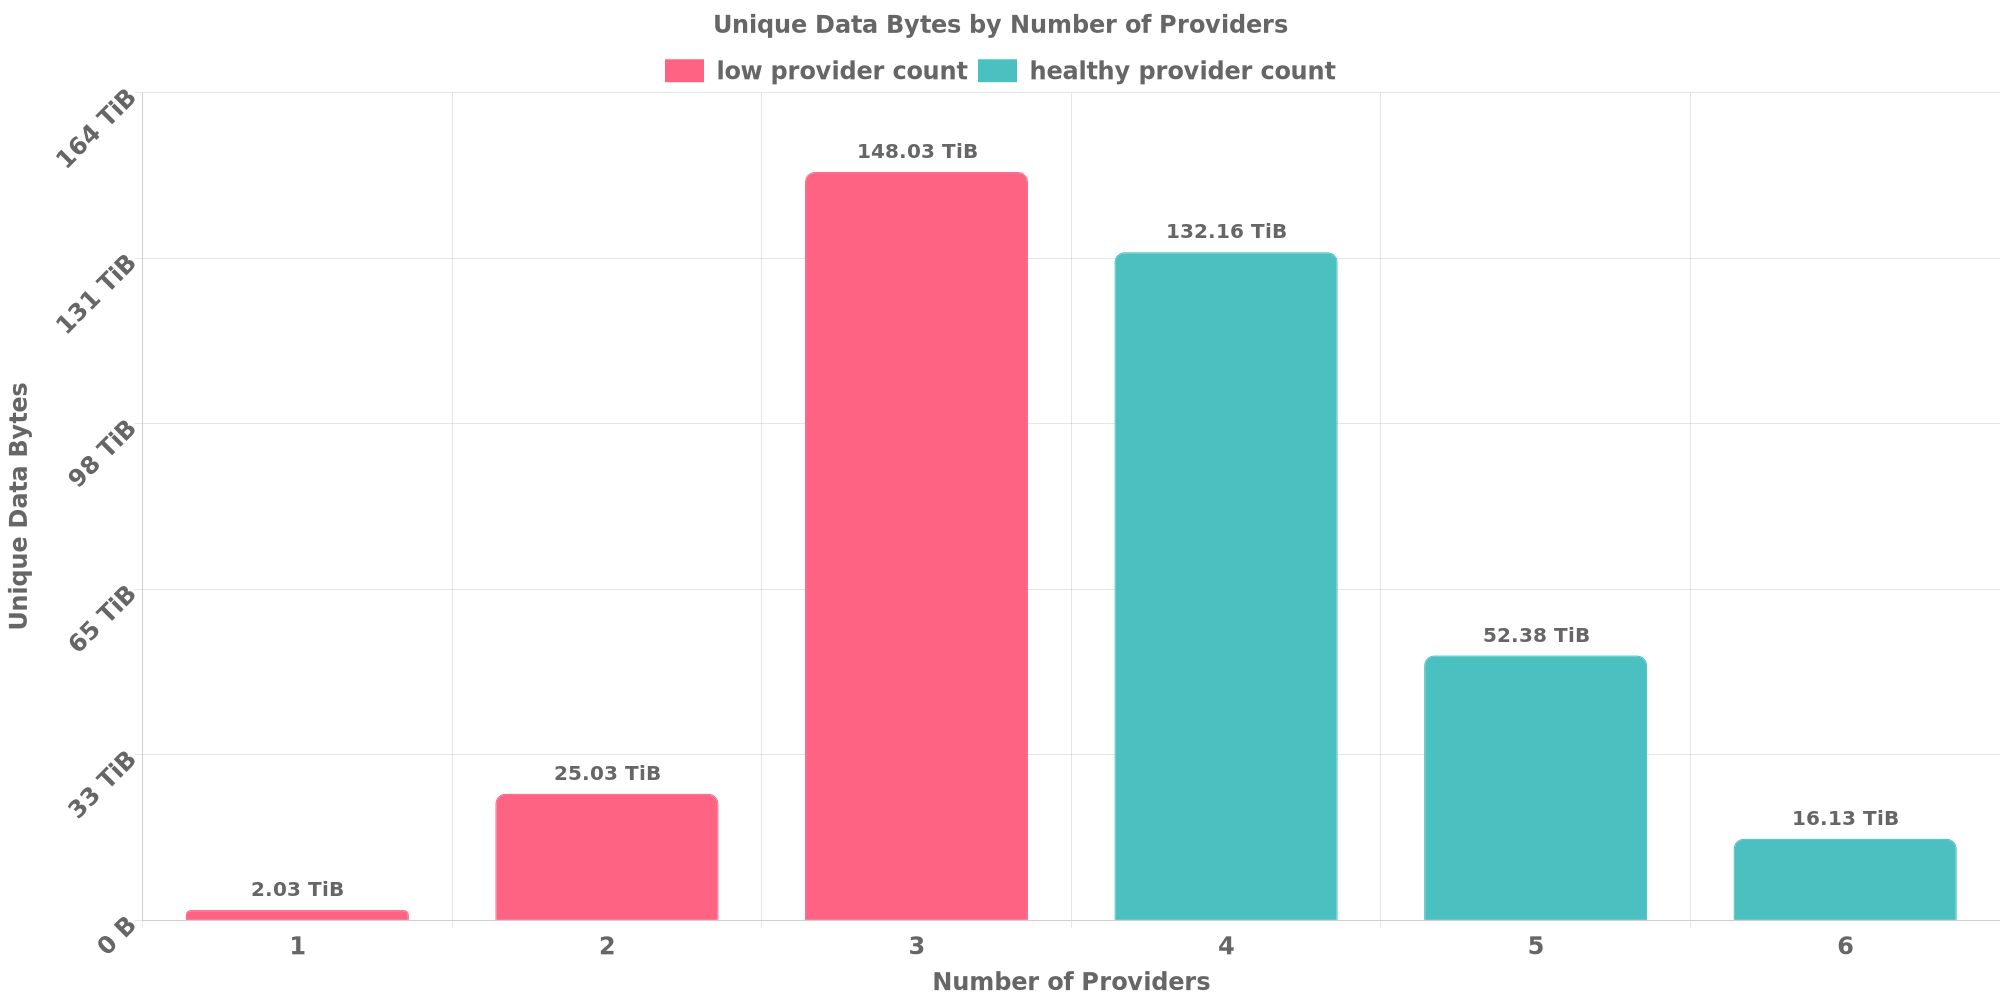 Unique Data Bytes by Number of Providers
low provider count healthy provider count
164 TiB
131 TiB
98 TiB
65 TiB
33 TiB
0 B
Unique Data Bytes
2.03 TiB
25.03 TiB
148.03 TiB
132.16 TiB
52.38 TiB
16.13 TiB
1 2 3 4 5 6
Number of Providers